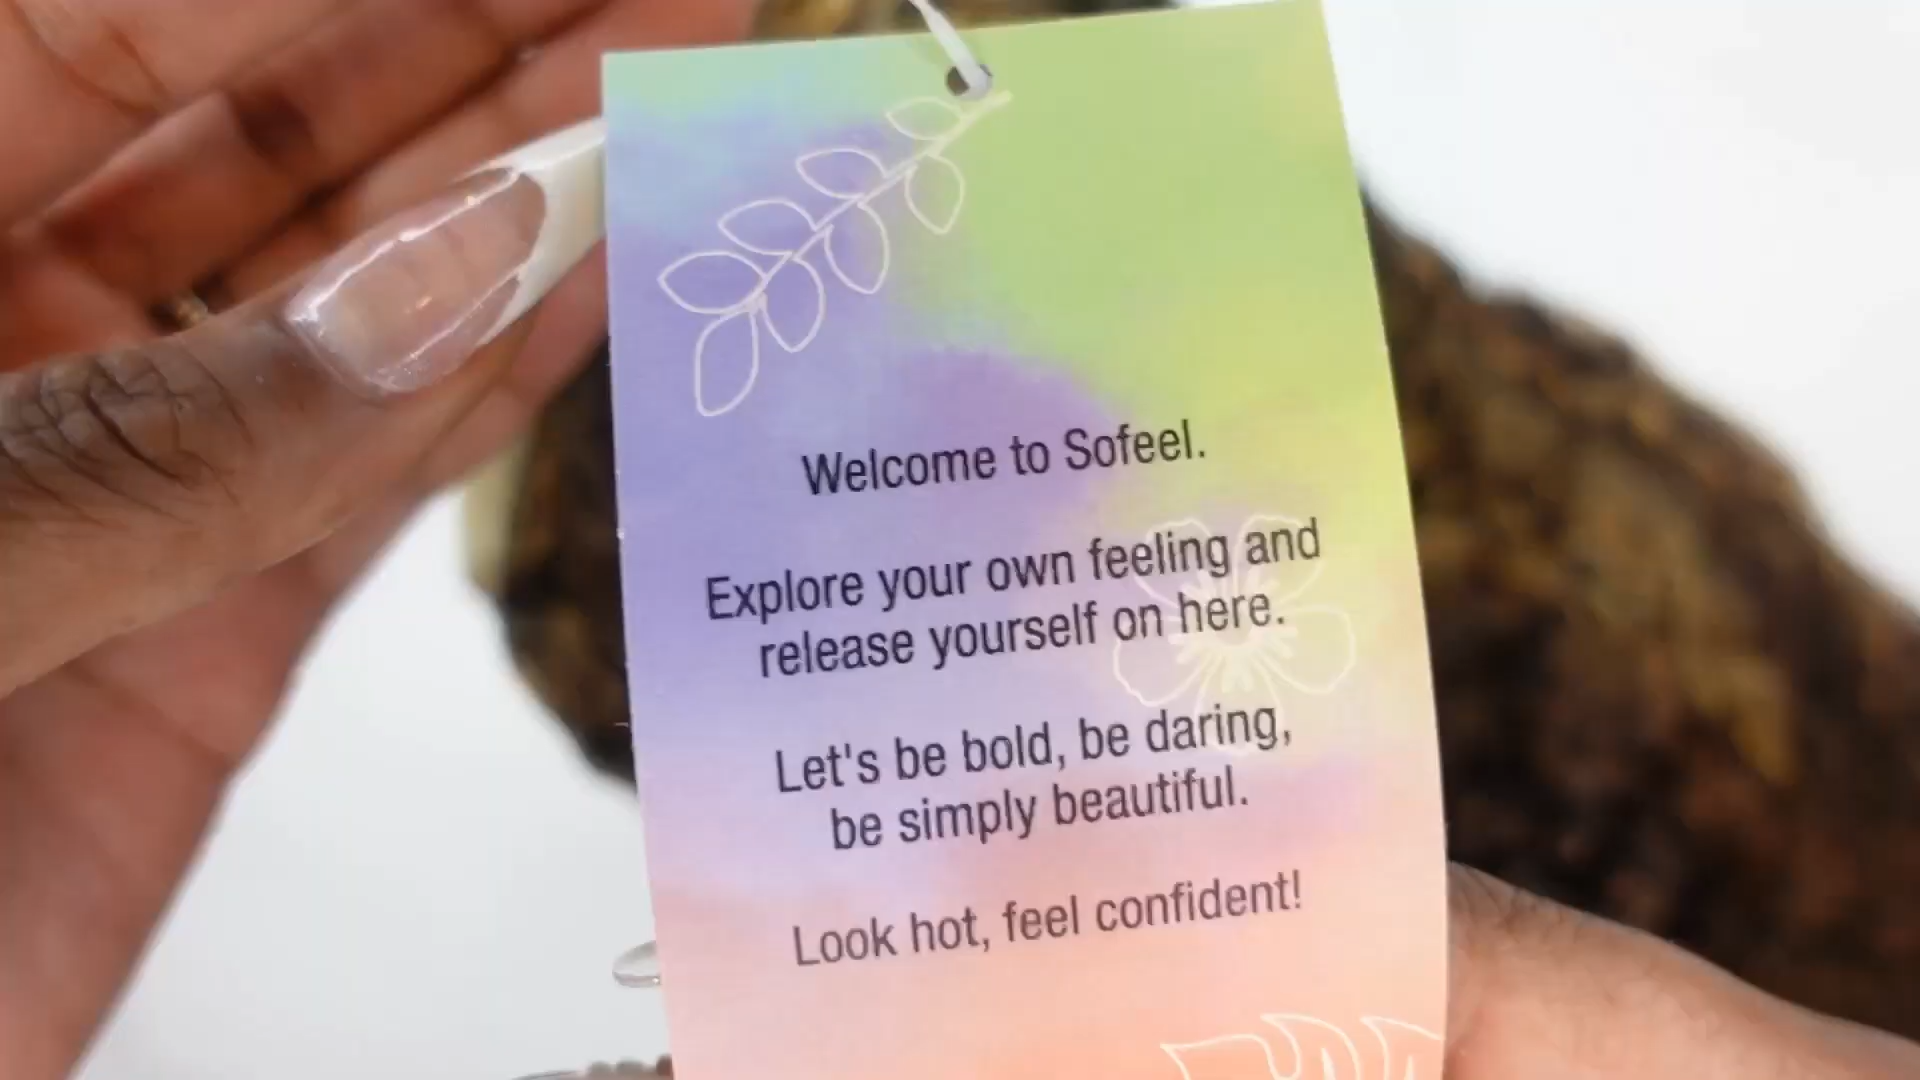 Welcome to Sofeel.
Explore your own feeling and
release yourself on here.
Let's be bold, be daring,
be simply beautiful.
Look hot, feel confident!